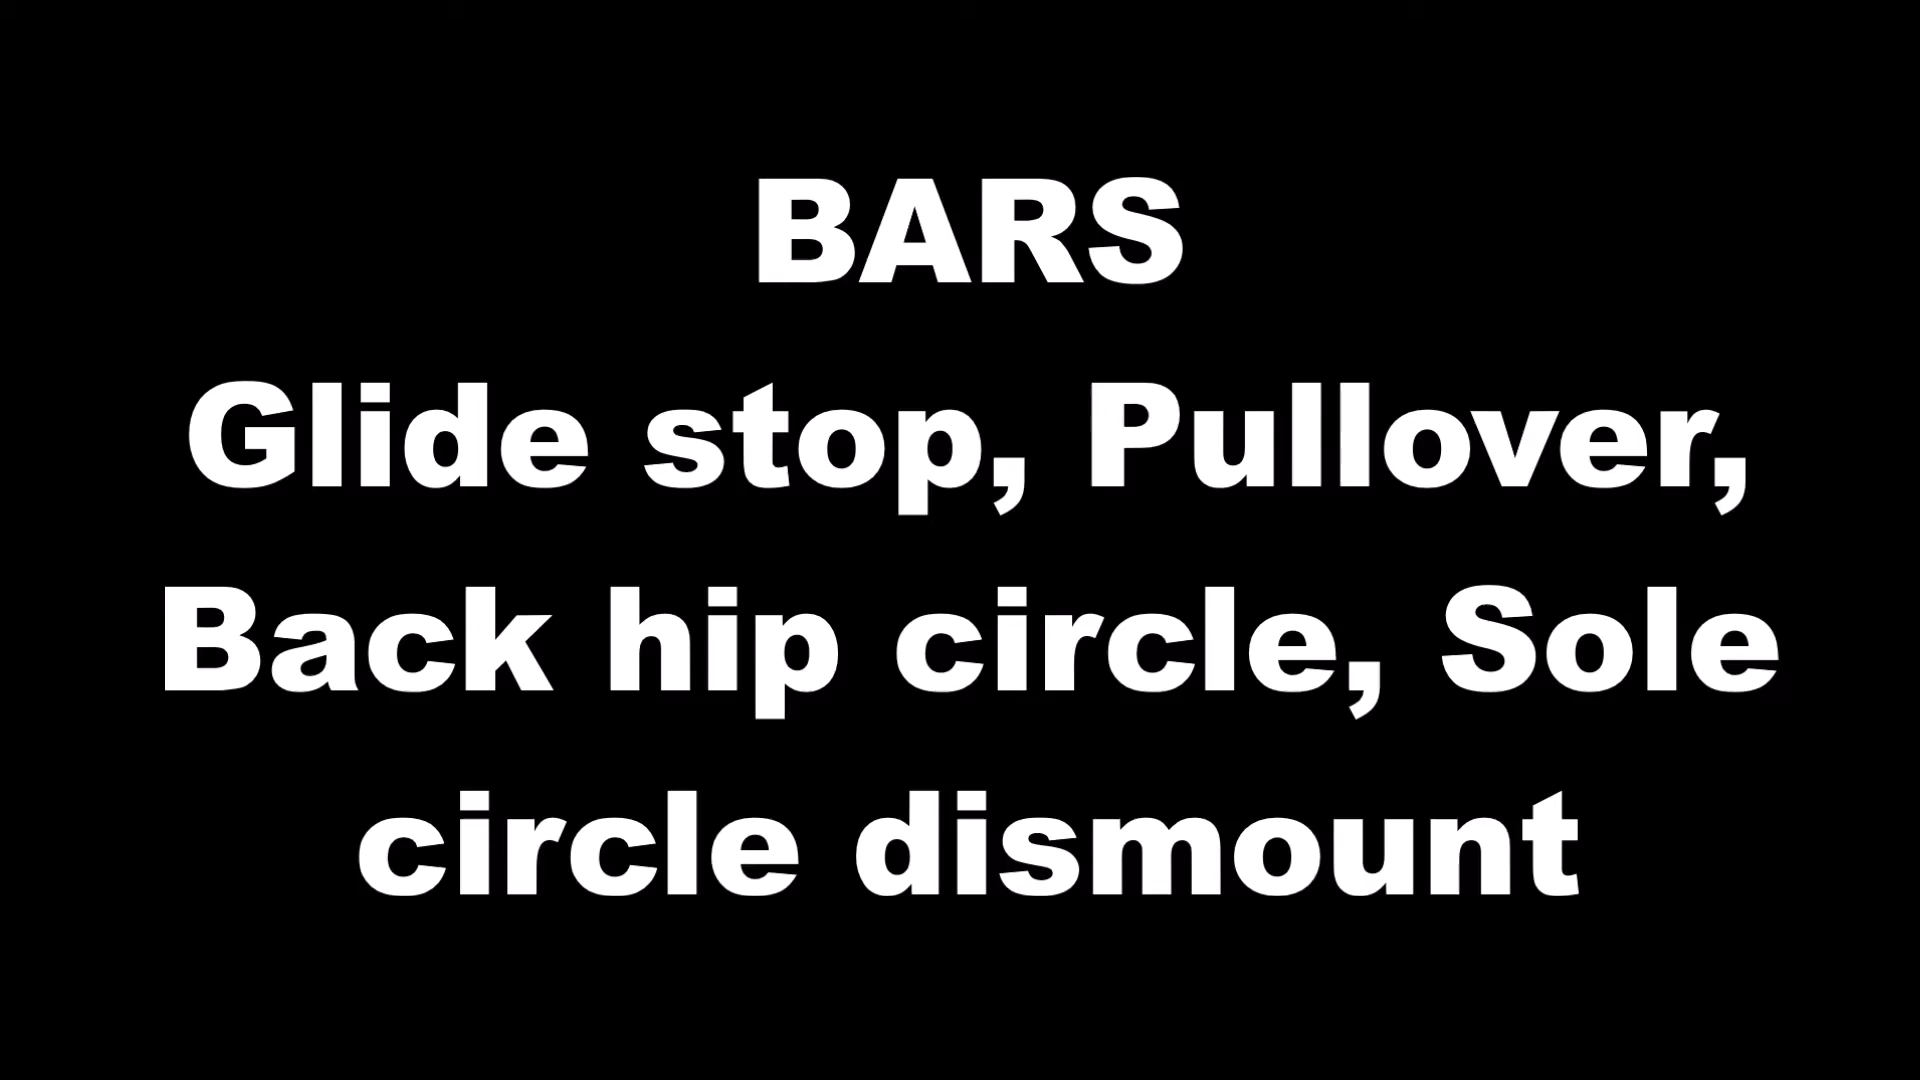 BARS
Glide stop, Pullover,
Back hip circle, Sole
circle dismount